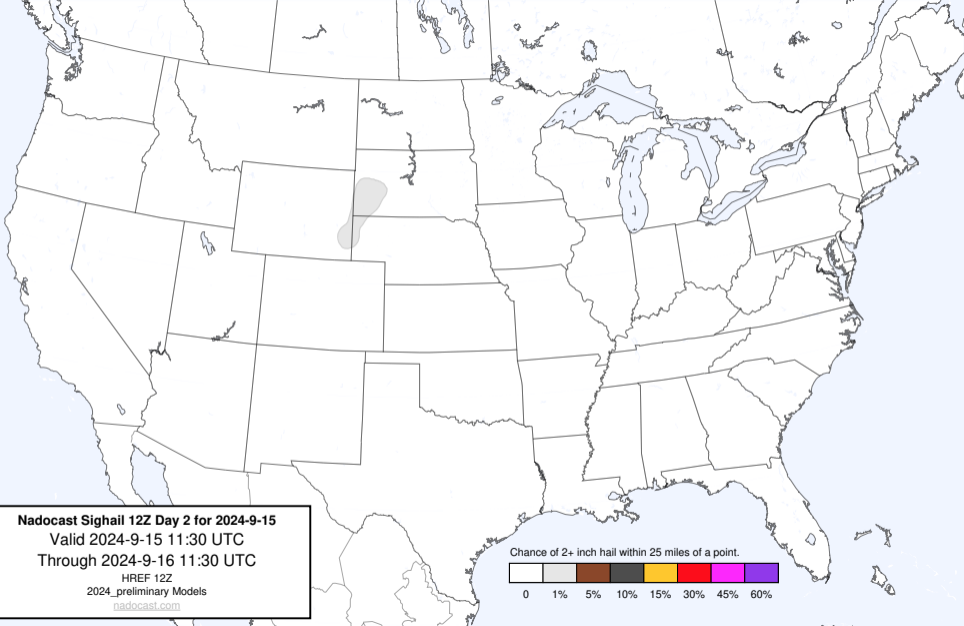 Nadocast Sighail 12Z Day 2 for 2024-9-15
Valid 2024-9-15 11:30 UTC
Through 2024-9-16 11:30 UTC
HREF 12Z
2024_preliminary Models
nadocast.com
Chance of 2+ inch hail within 25 miles of a point.
0 1% 5% 10% 15% 30% 45% 60%